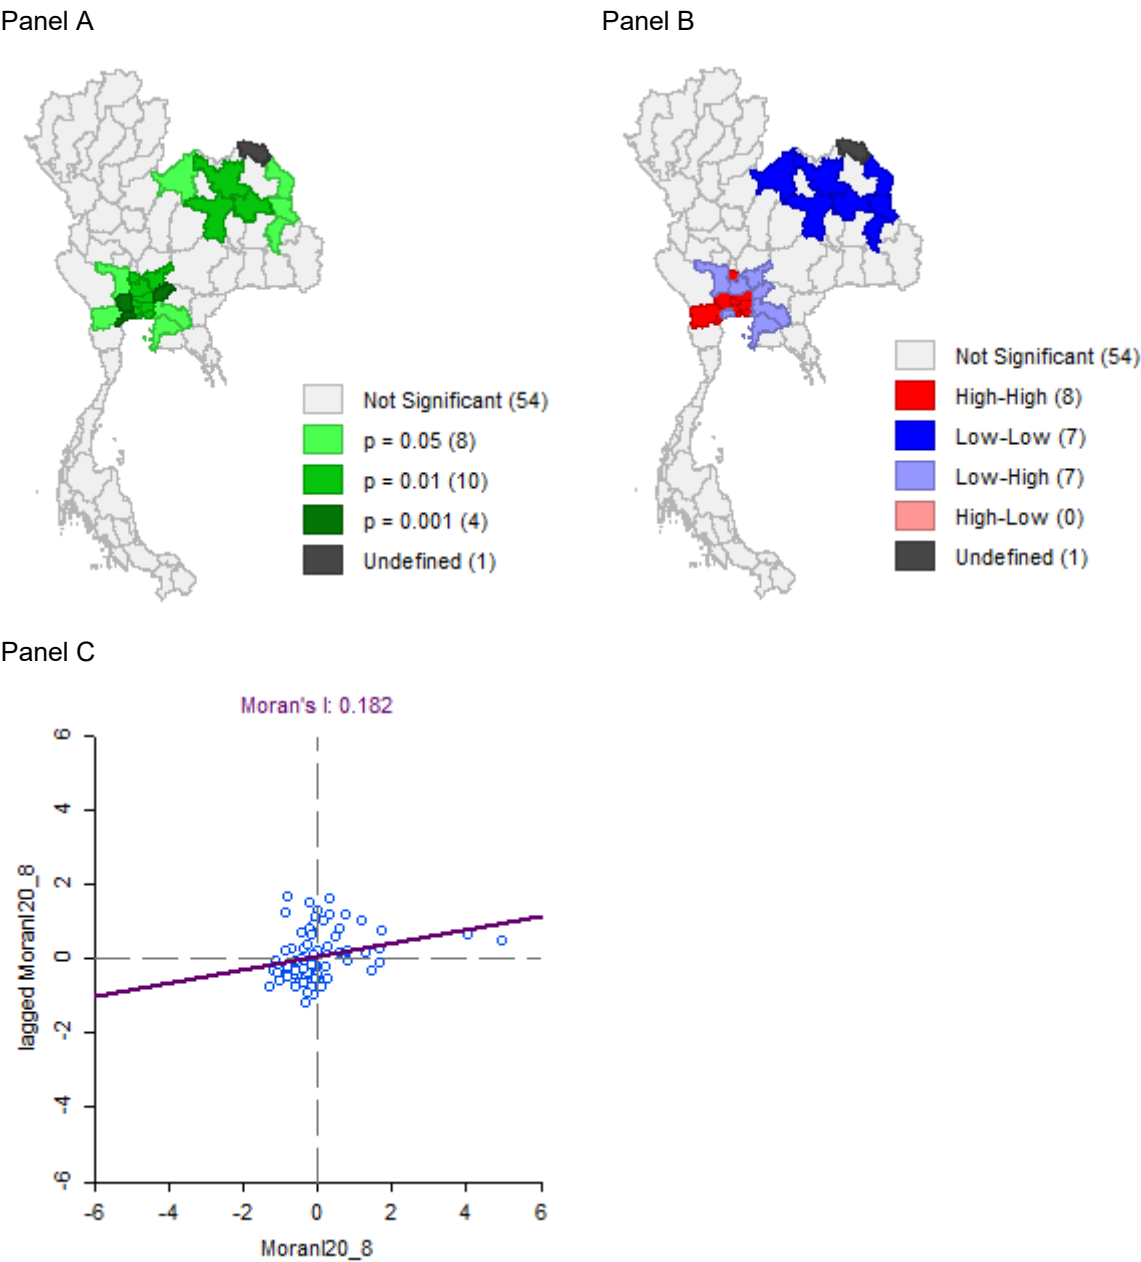 Panel A
Panel B
Not Significant (54)
p = 0.05 (8)
p = 0.01 (10)
p = 0.001 (4)
Undefined (1)
Not Significant (54)
High-High (8)
Low-Low (7)
Low-High (7)
High-Low (0)
Undefined (1)
Panel C
Moran's I: 0.182
lagged MoranI20_8
6
4
2
0
-2
-4
-6
-6 -4 -2 0 2 4 6
MoranI20_8